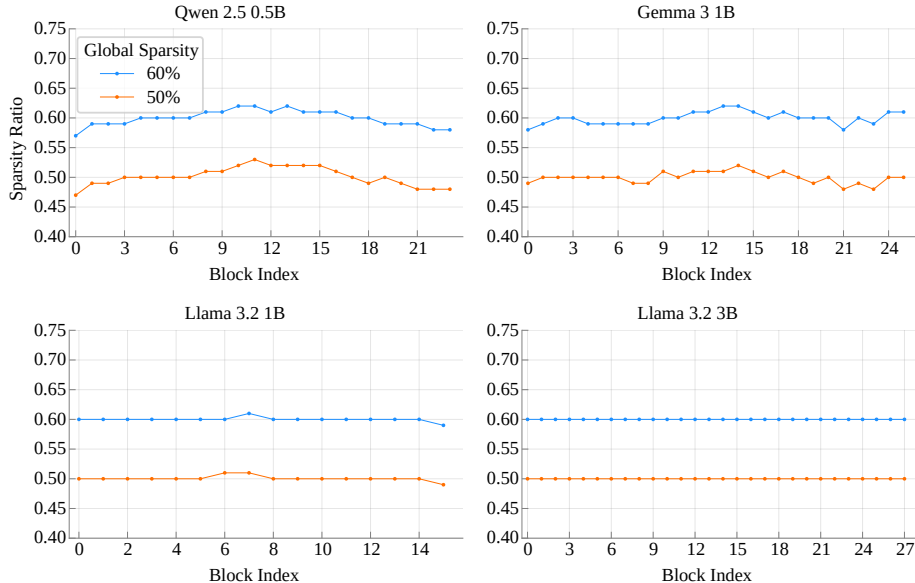 Qwen 2.5 0.5B
Gemma 3 1B
0.75
0.70
0.65
0.60
0.55
0.50
0.45
0.40
Sparsity Ratio
Global Sparsity
60%
50%
0 3 6 9 12 15 18 21
Block Index
0.75
0.70
0.65
0.60
0.55
0.50
0.45
0.40
0 3 6 9 12 15 18 21 24
Block Index
Llama 3.2 1B
Llama 3.2 3B
0.75
0.70
0.65
0.60
0.55
0.50
0.45
0.40
0 2 4 6 8 10 12 14
Block Index
0.75
0.70
0.65
0.60
0.55
0.50
0.45
0.40
0 3 6 9 12 15 18 21 24 27
Block Index